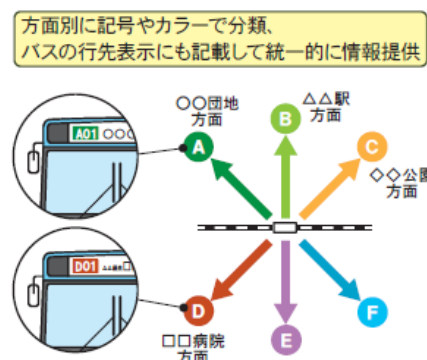 方面別に記号やカラーで分類、
バスの行先表示にも記載して統一的に情報提供
○○団地
方面
△△駅
方面
A01 ○○
A
B
C
◇◇公園
方面
D01
D
E
F
□□病院
方面